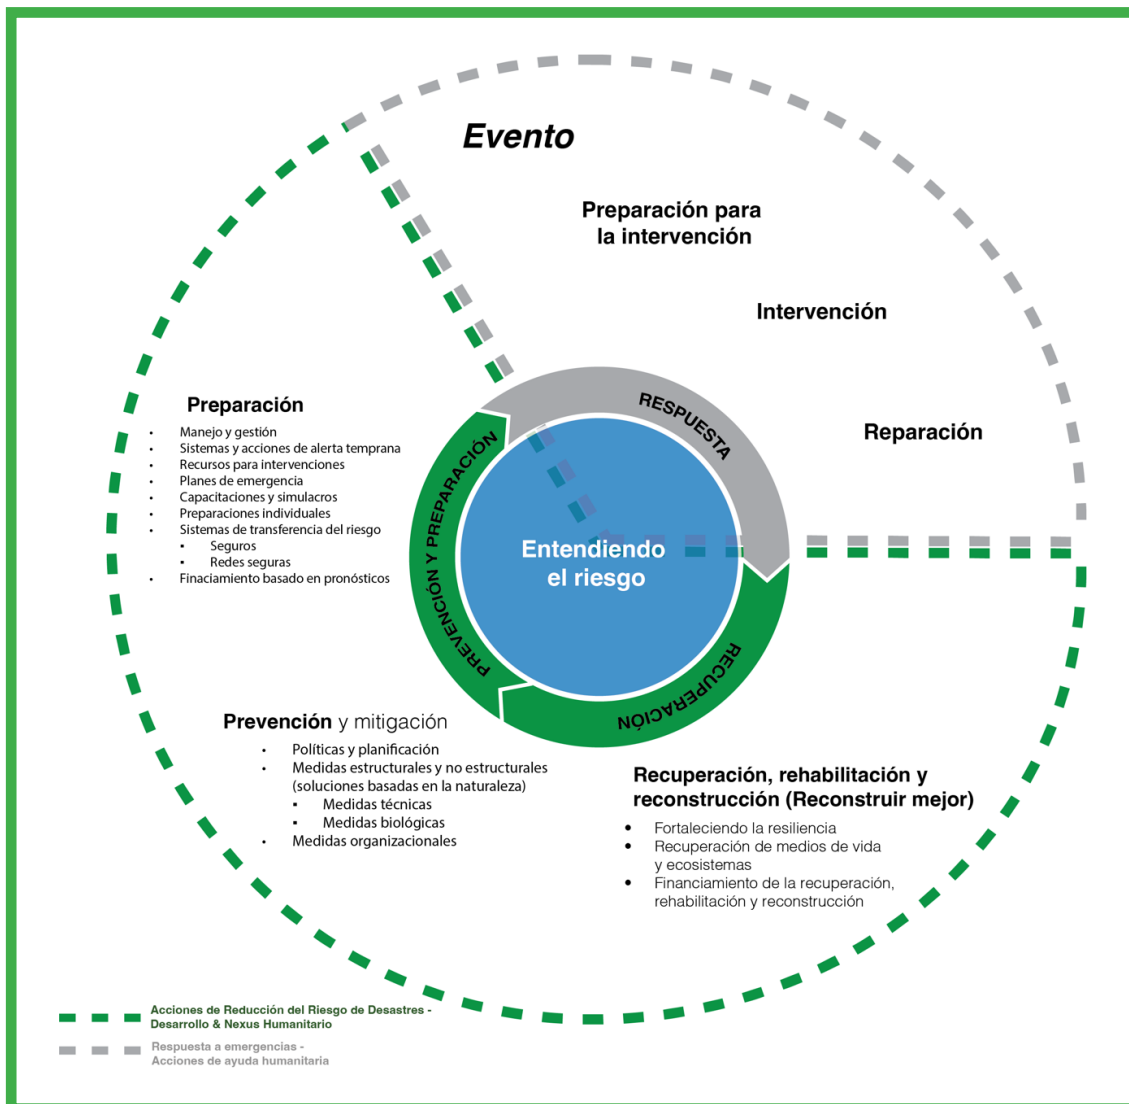 Evento
Preparación para
la intervención
Intervención
Reparación
RESPUESTA
PREVENCIÓN Y PREPARACIÓN
RECUPERACIÓN
Entendiendo
el riesgo
Preparación
• Manejo y gestión
• Sistemas y acciones de alerta temprana
• Recursos para intervenciones
• Planes de emergencia
• Capacitaciones y simulacros
• Preparaciones individuales
• Sistemas de transferencia del riesgo
▪ Seguros
▪ Redes seguras
• Finaciamiento basado en pronósticos
Prevención y mitigación
• Políticas y planificación
• Medidas estructurales y no estructurales
(soluciones basadas en la naturaleza)
▪ Medidas técnicas
▪ Medidas biológicas
• Medidas organizacionales
Recuperación, rehabilitación y
reconstrucción (Reconstruir mejor)
• Fortaleciendo la resiliencia
• Recuperación de medios de vida
y ecosistemas
• Financiamiento de la recuperación,
rehabilitación y reconstrucción
Acciones de Reducción del Riesgo de Desastres -
Desarrollo & Nexus Humanitario
Respuesta a emergencias -
Acciones de ayuda humanitaria